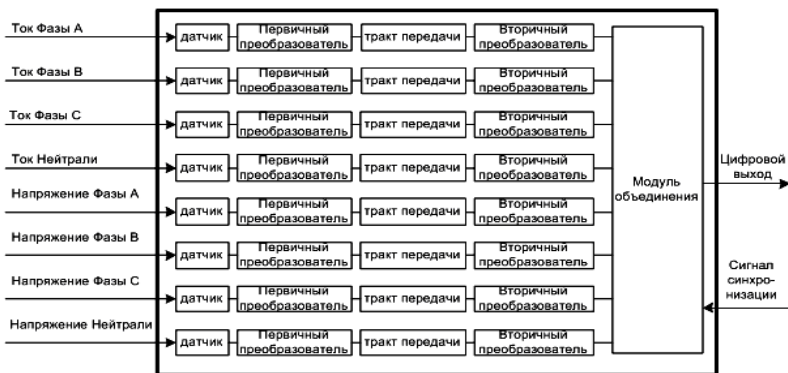 Ток Фазы А
датчик
Первичный
преобразователь
тракт передачи
Вторичный
преобразователь
Ток Фазы В
датчик
Первичный
преобразователь
тракт передачи
Вторичный
преобразователь
Ток Фазы С
датчик
Первичный
преобразователь
тракт передачи
Вторичный
преобразователь
Ток Нейтрали
датчик
Первичный
преобразователь
тракт передачи
Вторичный
преобразователь
Напряжение Фазы А
датчик
Первичный
преобразователь
тракт передачи
Вторичный
преобразователь
Напряжение Фазы В
датчик
Первичный
преобразователь
тракт передачи
Вторичный
преобразователь
Напряжение Фазы С
датчик
Первичный
преобразователь
тракт передачи
Вторичный
преобразователь
Напряжение Нейтрали
датчик
Первичный
преобразователь
тракт передачи
Вторичный
преобразователь
Модуль
объединения
Цифровой
выход
Сигнал
синхро-
низации